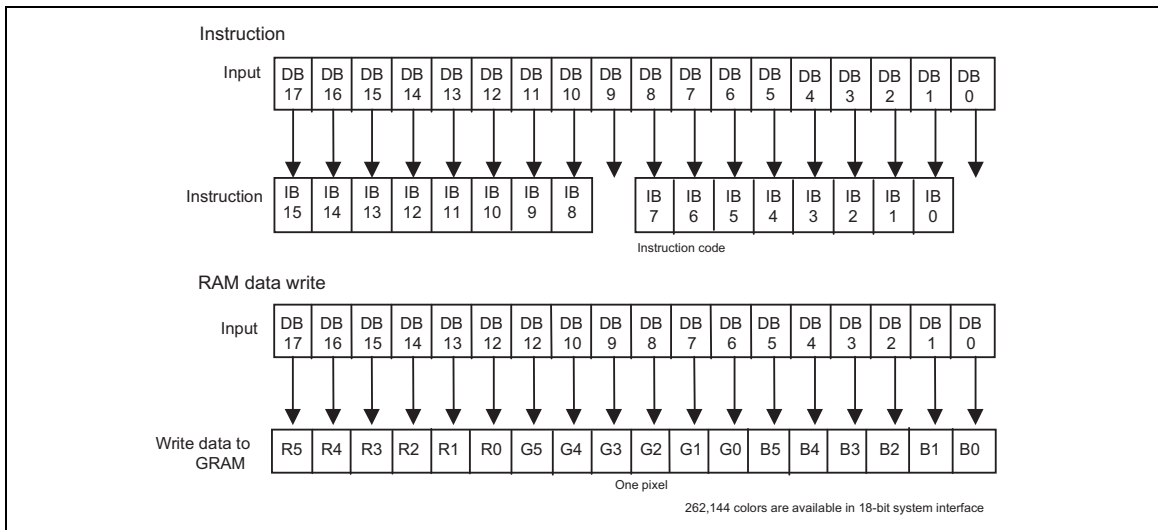 Instruction
Input DB DB DB DB DB DB DB DB DB DB DB DB DB DB DB DB DB DB
17 16 15 14 13 12 11 10 9 8 7 6 5 4 3 2 1 0
Instruction IB IB IB IB IB IB IB IB IB IB IB IB IB IB IB IB
15 14 13 12 11 10 9 8 7 6 5 4 3 2 1 0
Instruction code
RAM data write
Input DB DB DB DB DB DB DB DB DB DB DB DB DB DB DB DB DB DB
17 16 15 14 13 12 12 10 9 8 7 6 5 4 3 2 1 0
Write data to
GRAM
R5 R4 R3 R2 R1 R0 G5 G4 G3 G2 G1 G0 B5 B4 B3 B2 B1 B0
One pixel
262,144 colors are available in 18-bit system interface